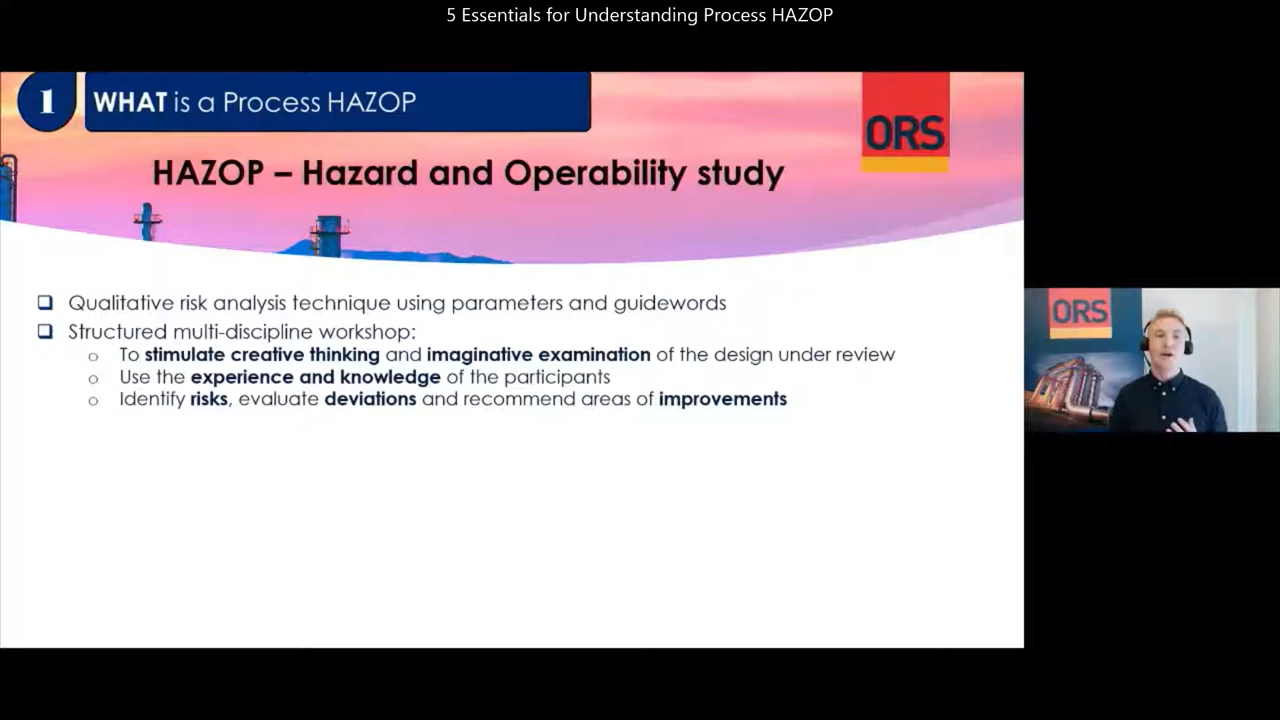 5 Essentials for Understanding Process HAZOP
1 WHAT is a Process HAZOP
ORS
HAZOP – Hazard and Operability study
❑ Qualitative risk analysis technique using parameters and guidewords
❑ Structured multi-discipline workshop:
o To stimulate creative thinking and imaginative examination of the design under review
o Use the experience and knowledge of the participants
o Identify risks, evaluate deviations and recommend areas of improvements
ORS